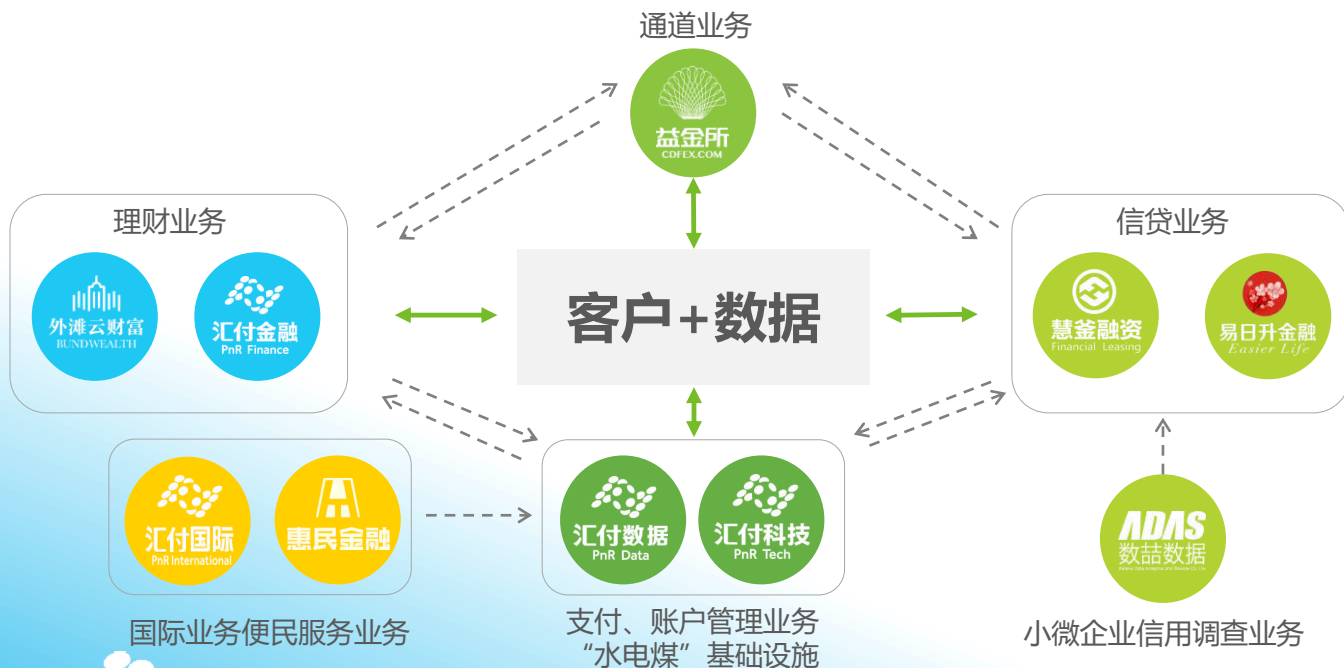 通道业务
益金所
CDFEX.COM
理财业务
外滩云财富
BUNDWEALTH
汇付金融
PnR Finance
客户+数据
信贷业务
慧釜融资
Financial Leasing
易日升金融
Easier Life
汇付国际
PnR International
惠民金融
国际业务便民服务业务
汇付数据
PnR Data
汇付科技
PnR Tech
支付、账户管理业务
“水电煤”基础设施
ADAS
数喆数据
小微企业信用调查业务